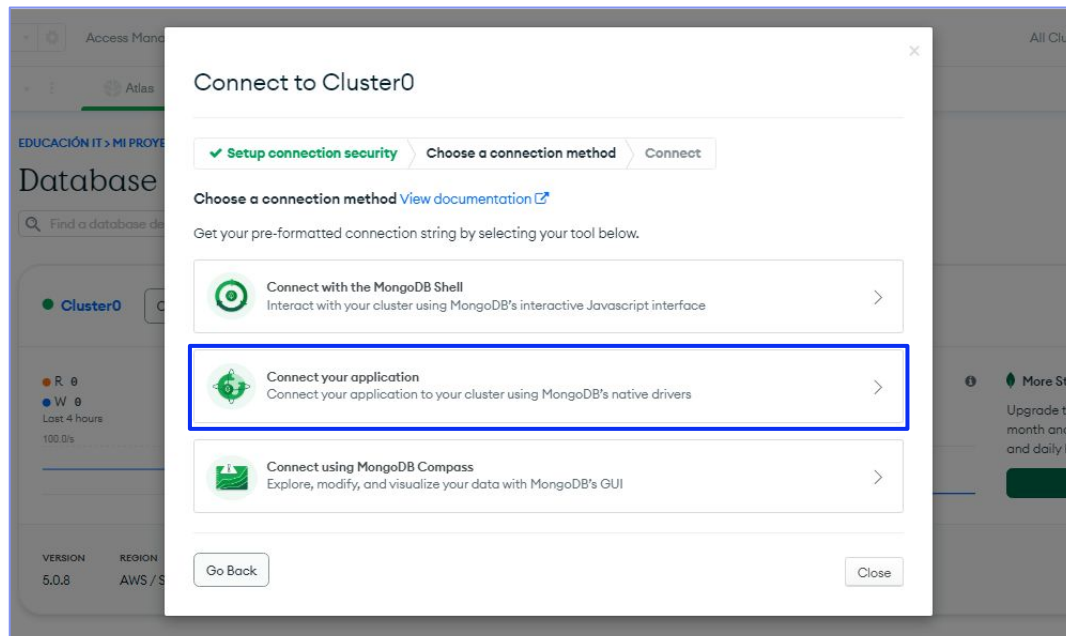 Access Mana
All Clu
Atlas
EDUCACIÓN IT > MI PROYE
Database
Find a database de
Cluster0
R 0
W 0
Last 4 hours
100.0/s
VERSION
REGION
5.0.8
AWS / S
Connect to Cluster0
Setup connection security
Choose a connection method
Connect
Choose a connection method View documentation
Get your pre-formatted connection string by selecting your tool below.
Connect with the MongoDB Shell
Interact with your cluster using MongoDB's interactive Javascript interface
Connect your application
Connect your application to your cluster using MongoDB's native drivers
Connect using MongoDB Compass
Explore, modify, and visualize your data with MongoDB's GUI
Go Back
Close
More St
Upgrade t
month and
and daily